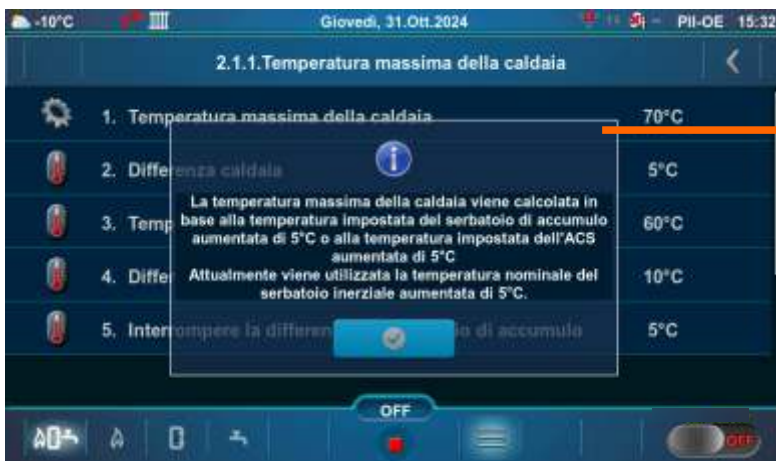 -10°C Giovedì, 31.Ott.2024 PII-OE 15:32
2.1.1.Temperatura massima della caldaia
1. Temperatura massima della caldaia 70°C
2. Differenza caldaia 5°C
La temperatura massima della caldaia viene calcolata in
base alla temperatura impostata del serbatoio di accumulo
aumentata di 5°C o alla temperatura impostata dell'ACS
aumentata di 5°C
Attualmente viene utilizzata la temperatura nominale del
serbatoio inerziale aumentata di 5°C.
3. Temp 60°C
4. Differ 10°C
5. Interrompere la differen io di accumulo 5°C
OFF
OFF